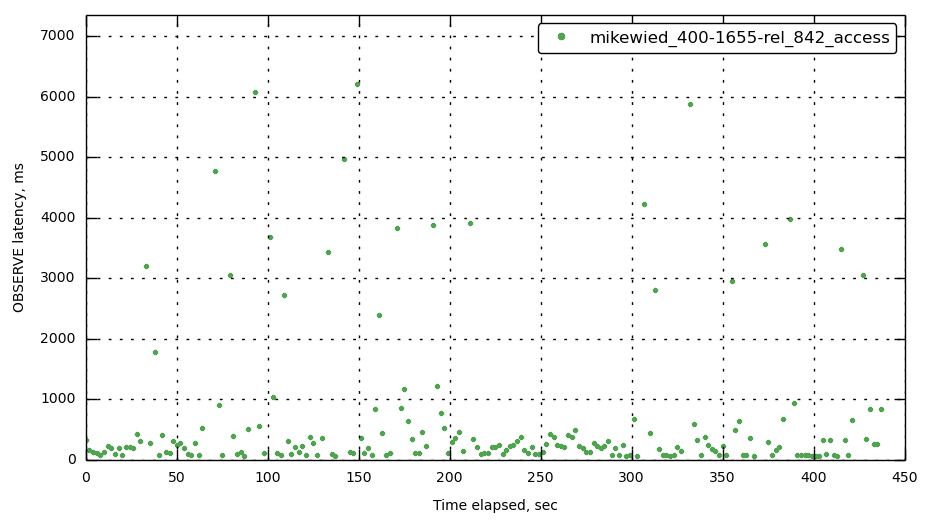 mikewied_400-1655-rel_842_access
OBSERVE latency, ms
7000
6000
5000
4000
3000
2000
1000
0
0 50 100 150 200 250 300 350 400 450
Time elapsed, sec